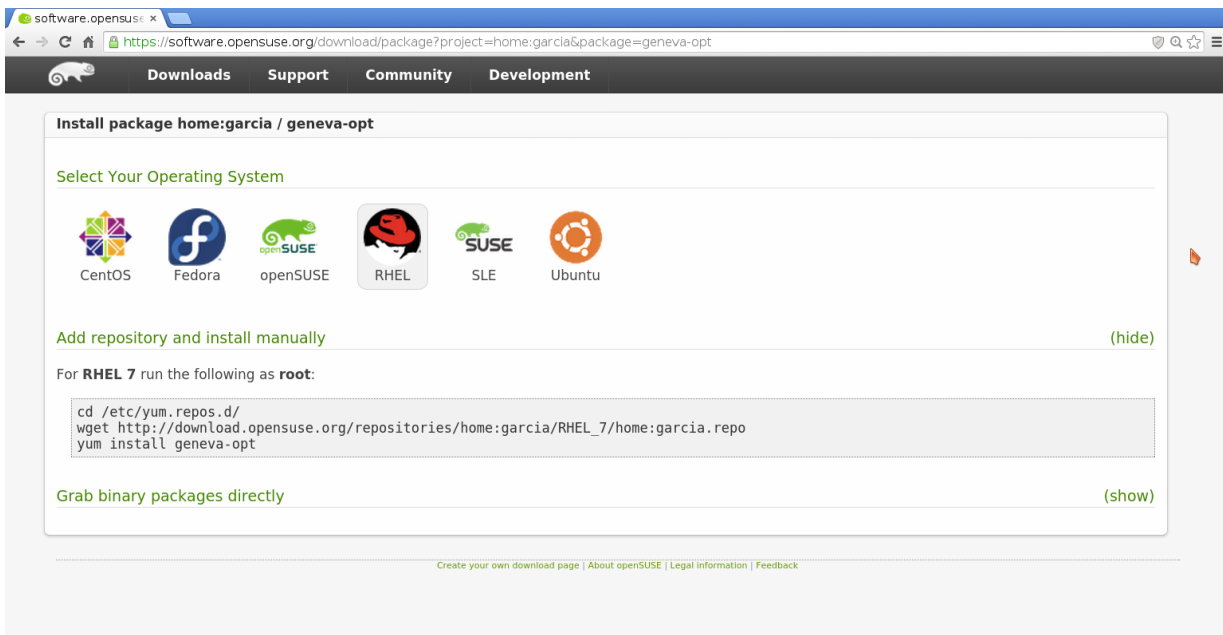 software.opensuse ×
https://software.opensuse.org/download/package?project=home:garcia&package=geneva-opt
Downloads Support Community Development
Install package home:garcia / geneva-opt
Select Your Operating System
openSUSE SUSE
CentOS Fedora openSUSE RHEL SLE Ubuntu
Add repository and install manually (hide)
For RHEL 7 run the following as root:
cd /etc/yum.repos.d/
wget http://download.opensuse.org/repositories/home:garcia/RHEL_7/home:garcia.repo
yum install geneva-opt
Grab binary packages directly (show)
Create your own download page | About openSUSE | Legal information | Feedback